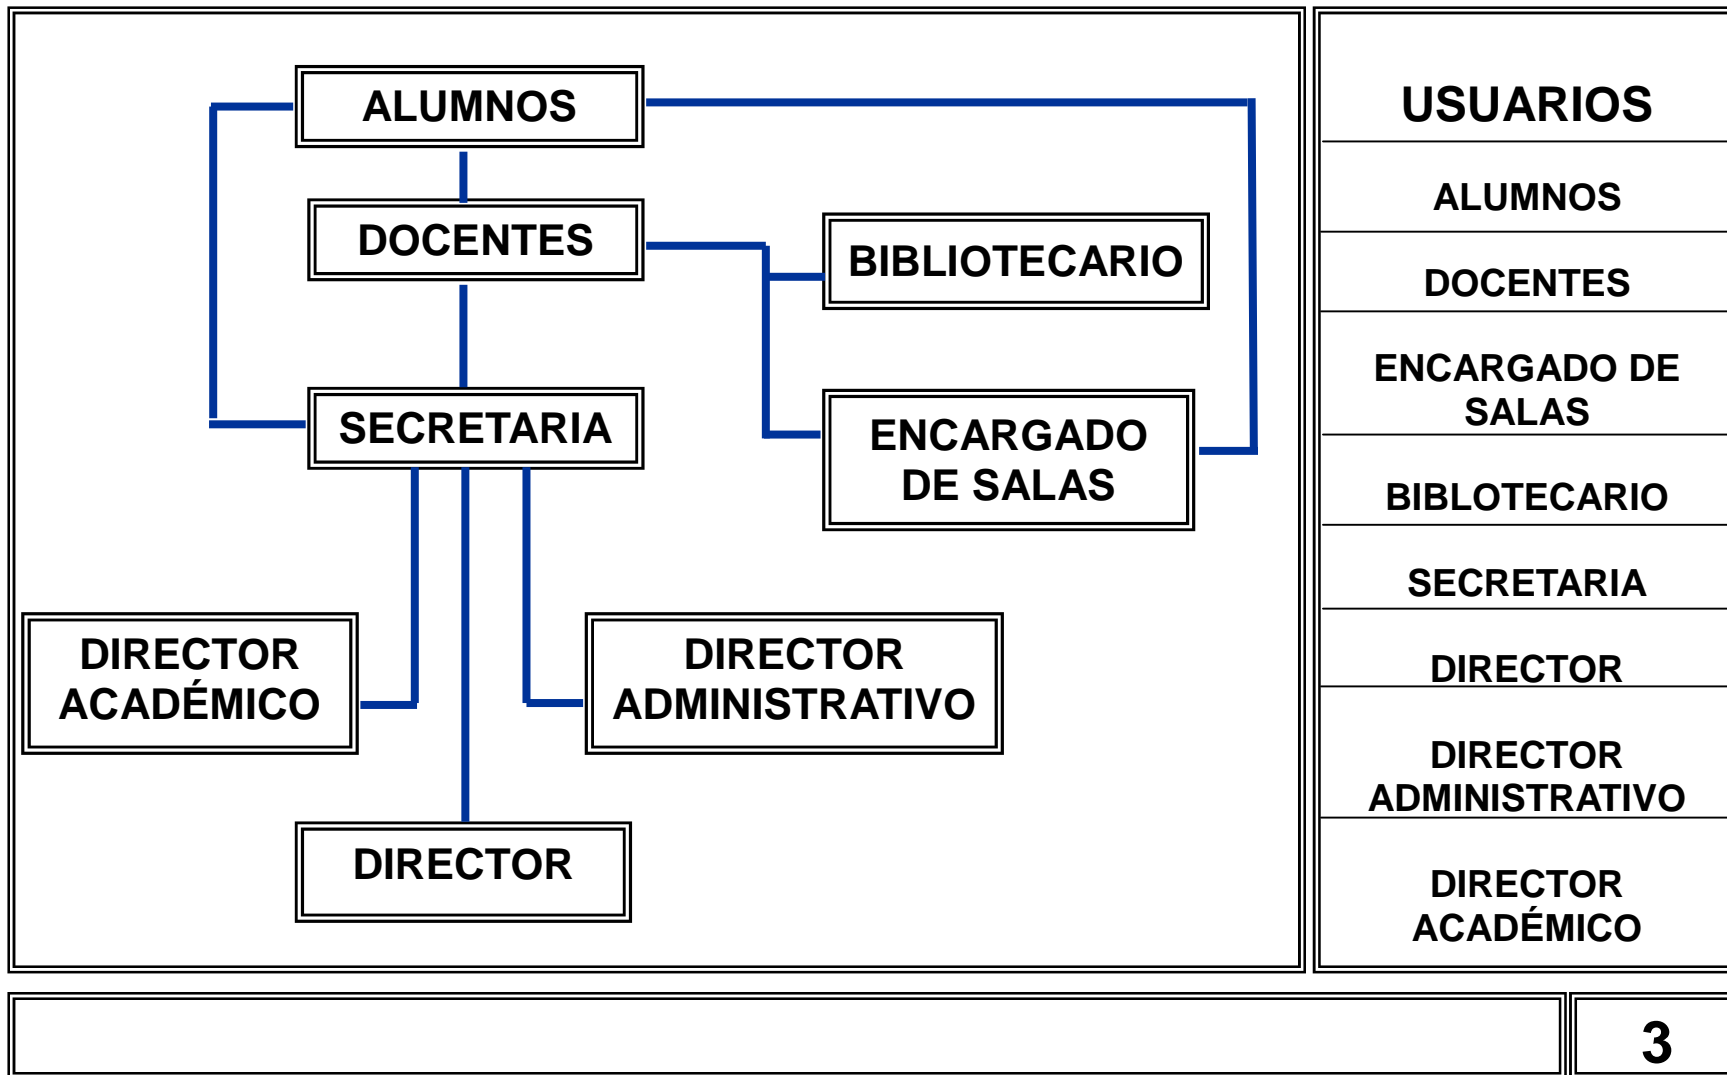 ALUMNOS
DOCENTES
BIBLIOTECARIO
SECRETARIA
ENCARGADO
DE SALAS
DIRECTOR
ACADÉMICO
DIRECTOR
ADMINISTRATIVO
DIRECTOR
USUARIOS
ALUMNOS
DOCENTES
ENCARGADO DE
SALAS
BIBLOTECARIO
SECRETARIA
DIRECTOR
DIRECTOR
ADMINISTRATIVO
DIRECTOR
ACADÉMICO
3